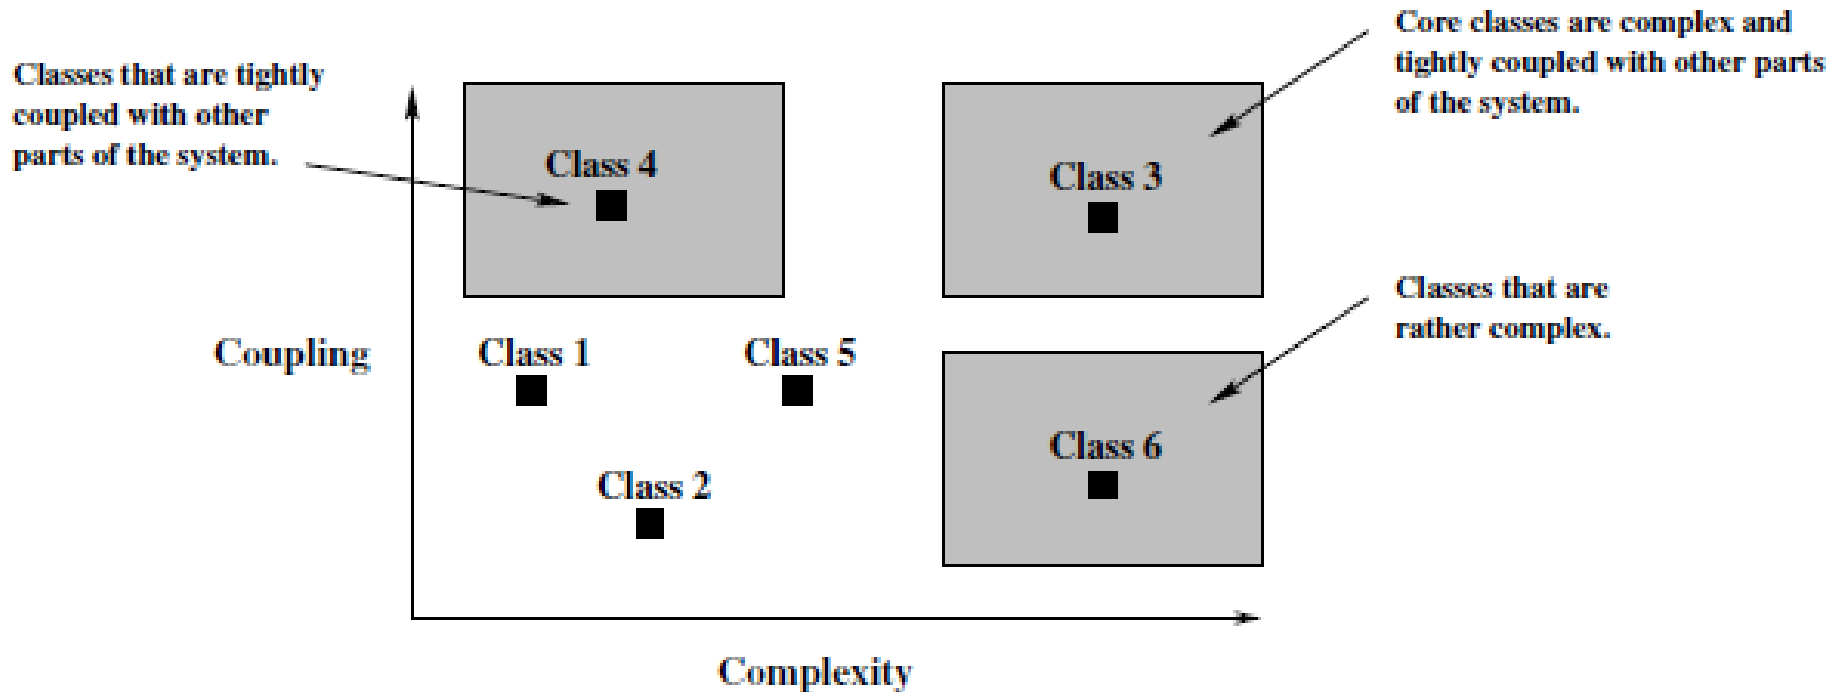 Core classes are complex and
tightly coupled with other parts
of the system.
Classes that are tightly
coupled with other
parts of the system.
Class 4
Class 3
Classes that are
rather complex.
Coupling
Class 1
Class 5
Class 6
Class 2
Complexity